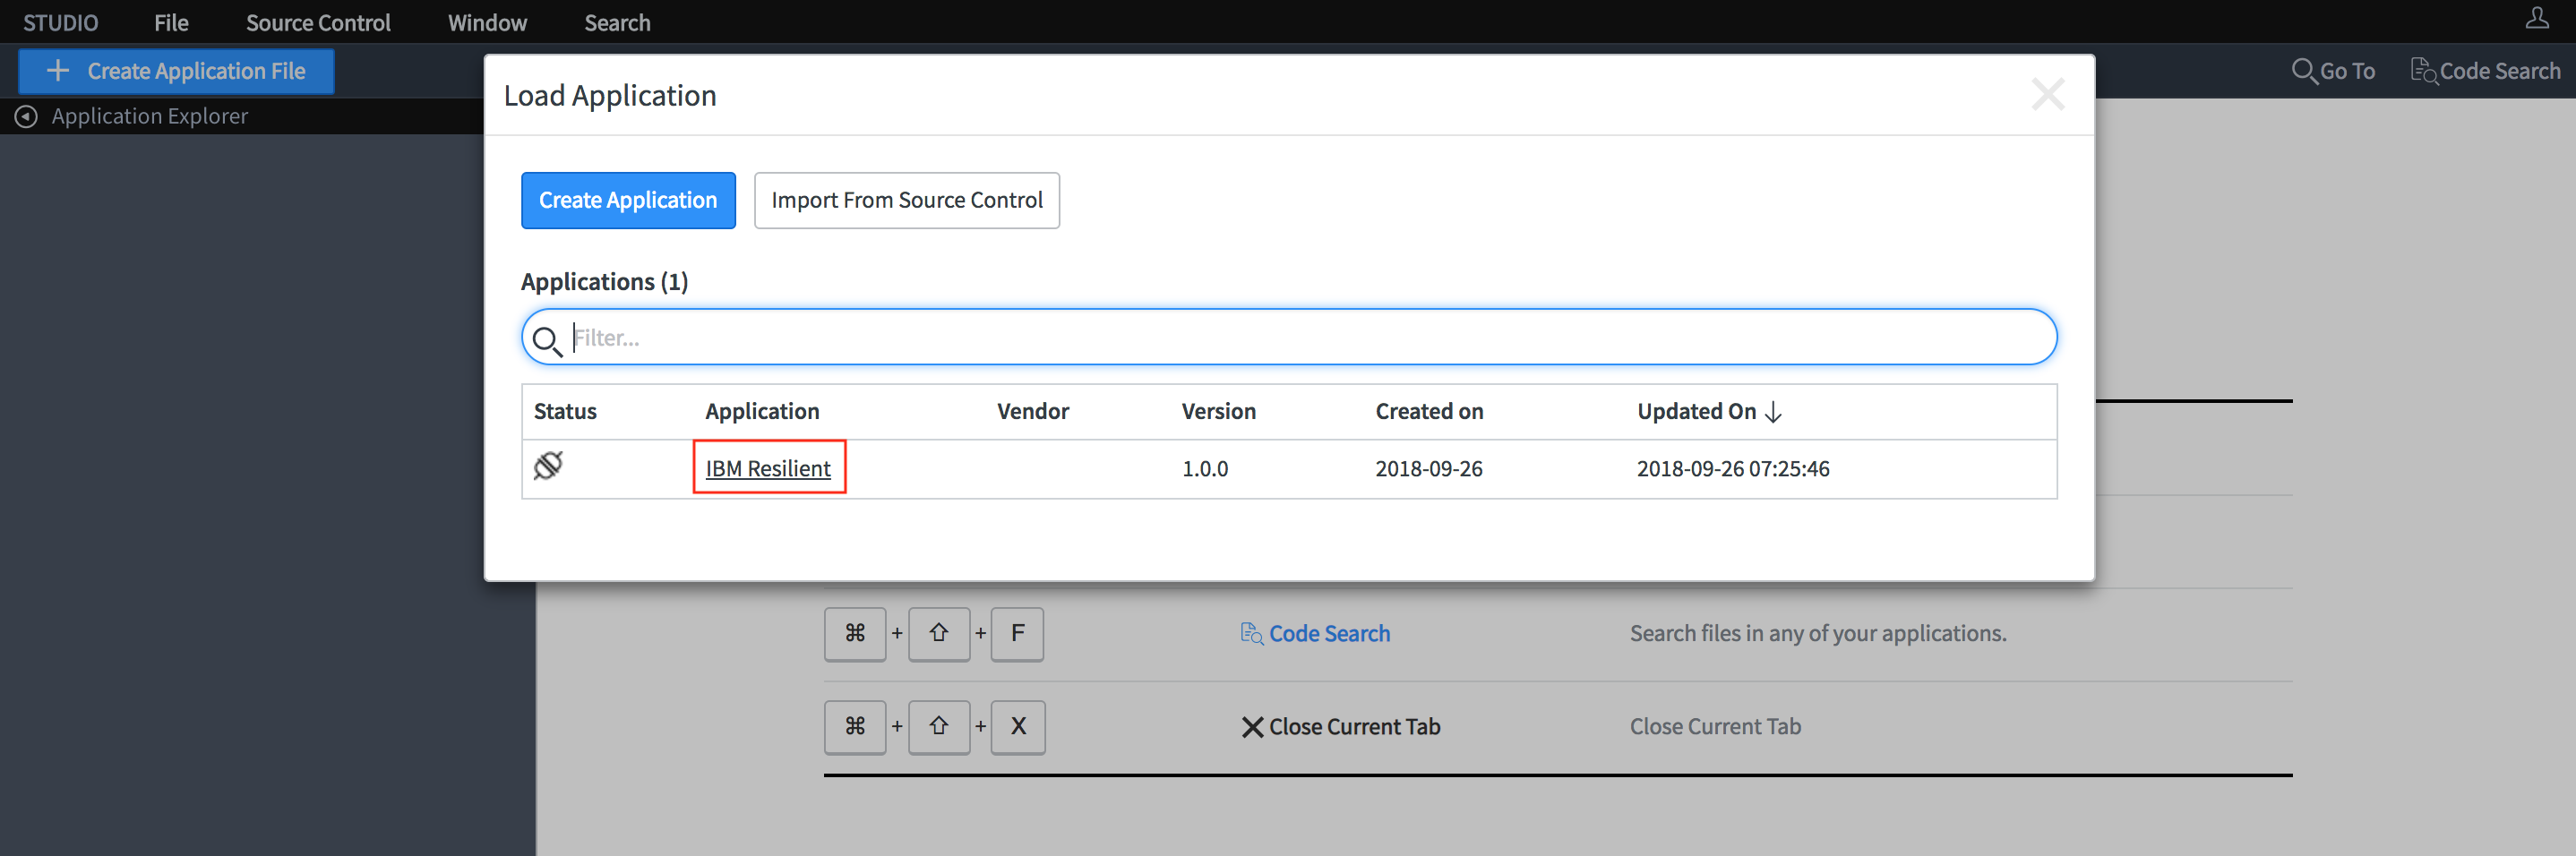 STUDIO File Source Control Window Search
Create Application File Go To Code Search
Application Explorer
Load Application
Create Application Import From Source Control
Applications (1)
Filter...
Status Application Vendor Version Created on Updated On ↓
IBM Resilient 1.0.0 2018-09-26 2018-09-26 07:25:46
⌘ + ⇧ + F Code Search Search files in any of your applications.
⌘ + ⇧ + X Close Current Tab Close Current Tab